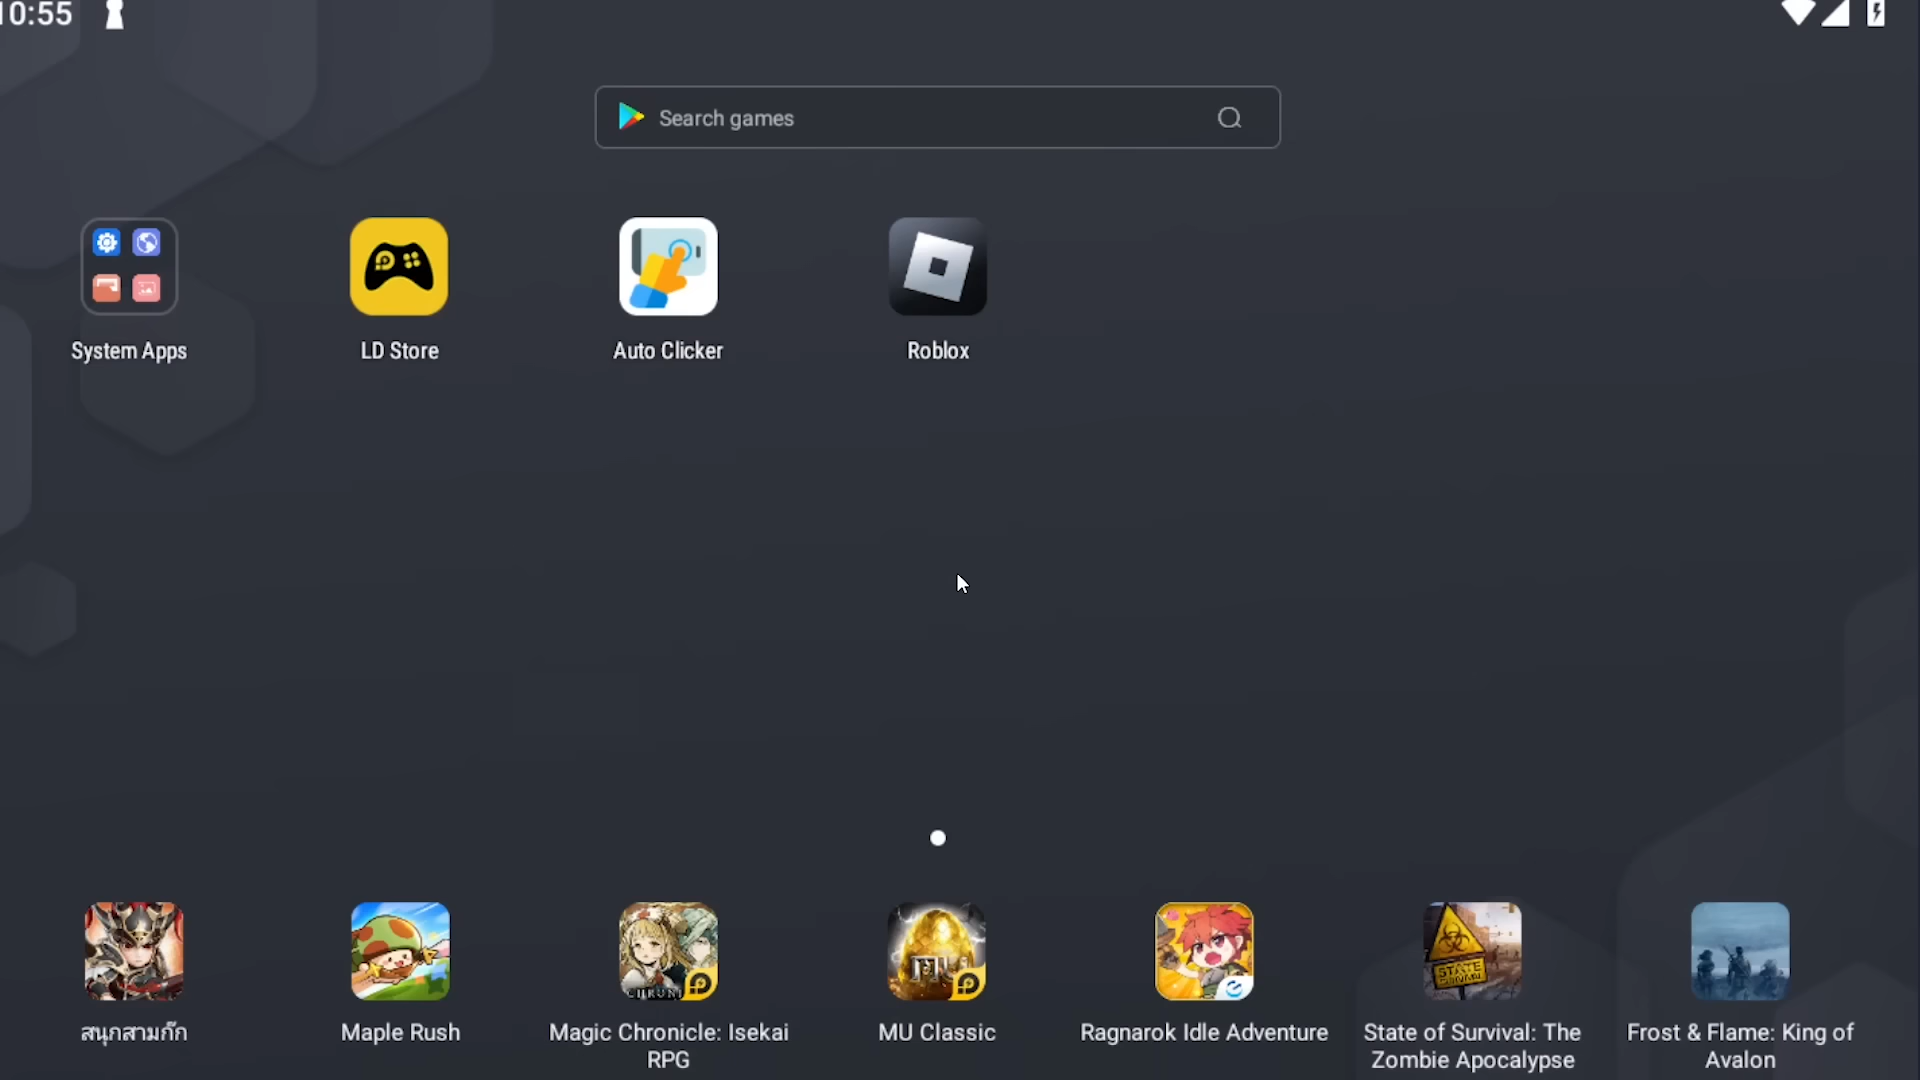 10:55
Search games
System Apps
LD Store
Auto Clicker
Roblox
สนุกสามก๊ก
Maple Rush
Magic Chronicle: Isekai
RPG
MU Classic
Ragnarok Idle Adventure
State of Survival: The
Zombie Apocalypse
Frost & Flame: King of
Avalon